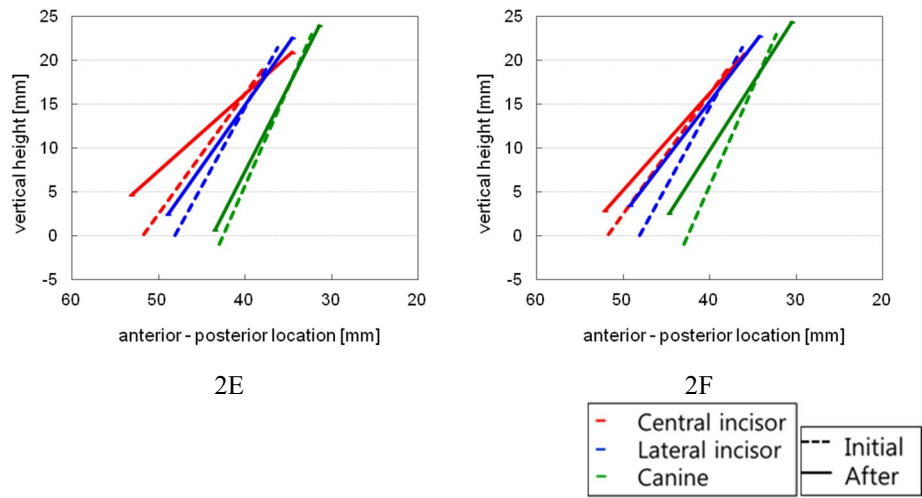 25
20
15
10
5
0
-5
vertical height [mm]
60 50 40 30 20
anterior - posterior location [mm]
2E
25
20
15
10
5
0
-5
vertical height [mm]
60 50 40 30 20
anterior - posterior location [mm]
2F
Central incisor
Lateral incisor
Canine
Initial
After